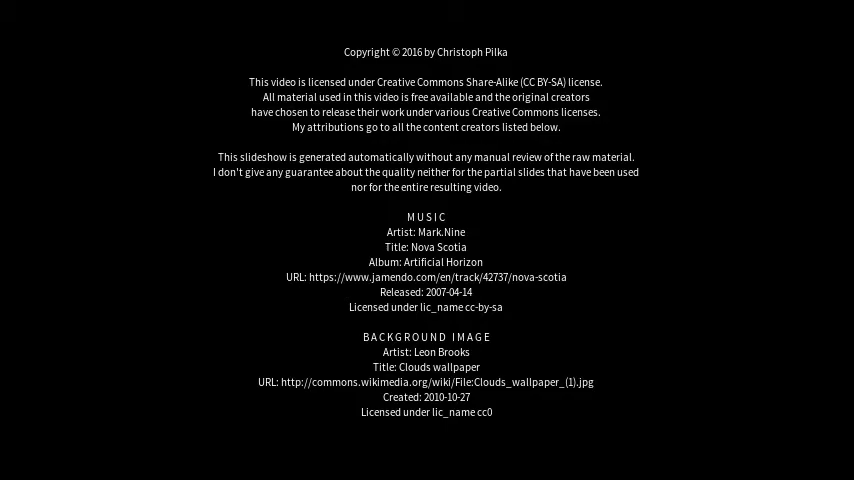 Copyright © 2016 by Christoph Pilka
This video is licensed under Creative Commons Share-Alike (CC BY-SA) license.
All material used in this video is free available and the original creators
have chosen to release their work under various Creative Commons licenses.
My attributions go to all the content creators listed below.
This slideshow is generated automatically without any manual review of the raw material.
I don't give any guarantee about the quality neither for the partial slides that have been used
nor for the entire resulting video.
M U S I C
Artist: Mark.Nine
Title: Nova Scotia
Album: Artificial Horizon
URL: https://www.jamendo.com/en/track/42737/nova-scotia
Released: 2007-04-14
Licensed under lic_name cc-by-sa
B A C K G R O U N D   I M A G E
Artist: Leon Brooks
Title: Clouds wallpaper
URL: http://commons.wikimedia.org/wiki/File:Clouds_wallpaper_(1).jpg
Created: 2010-10-27
Licensed under lic_name cc0